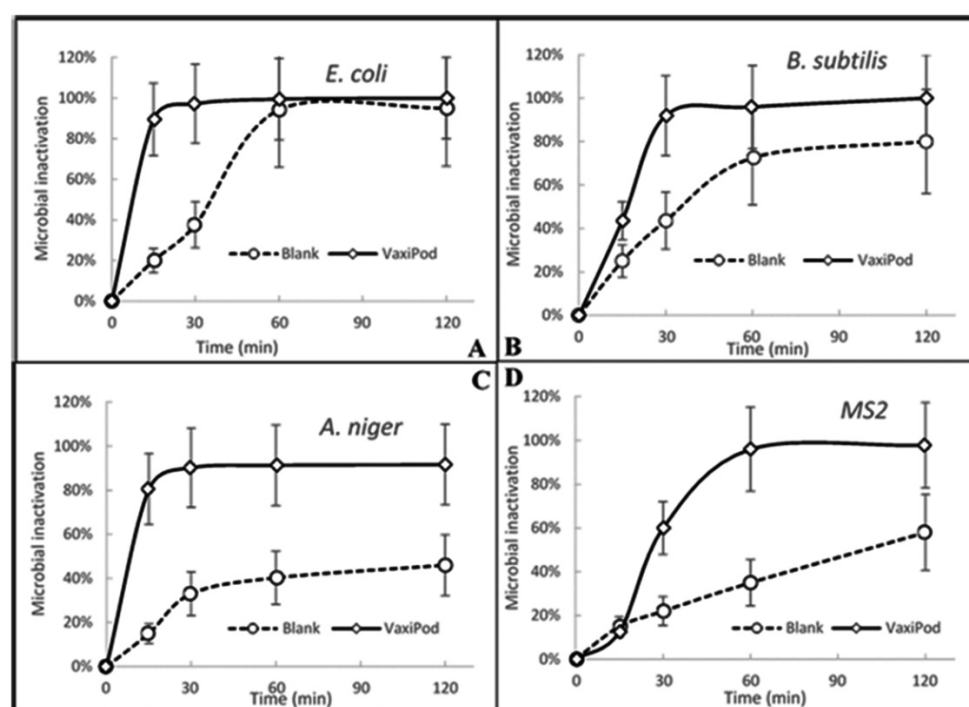 120%
100%
80%
60%
40%
20%
0%
Microbial inactivation
E. coli
Blank
VaxiPod
0 30 60 90 120
Time (min)
A
120%
100%
80%
60%
40%
20%
0%
Microbial inactivation
B. subtilis
Blank
VaxiPod
0 30 60 90 120
Time (min)
B
C
120%
100%
80%
60%
40%
20%
0%
Microbial inactivation
A. niger
Blank
VaxiPod
0 30 60 90 120
Time (min)
D
120%
100%
80%
60%
40%
20%
0%
Microbial inactivation
MS2
Blank
VaxiPod
0 30 60 90 120
Time (min)